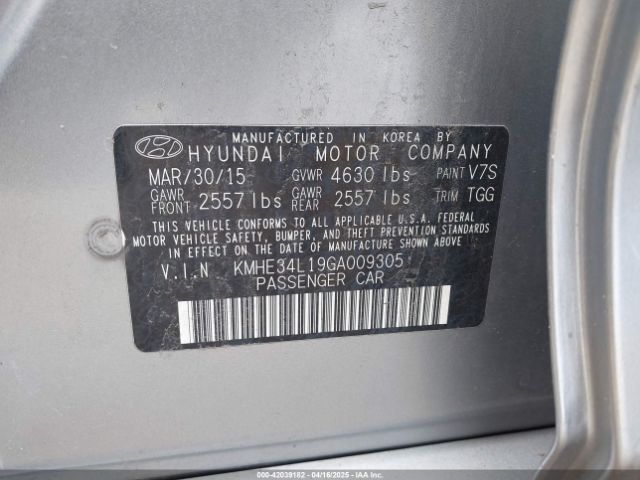 MANUFACTURED IN KOREA BY
HYUNDAI MOTOR COMPANY
MAR/30/15 GVWR 4630 lbs PAINT V7S
GAWR FRONT 2557 lbs GAWR REAR 2557 lbs TRIM TGG
THIS VEHICLE CONFORMS TO ALL APPLICABLE U.S.A. FEDERAL
MOTOR VEHICLE SAFETY, BUMPER, AND THEFT PREVENTION STANDARDS
IN EFFECT ON THE DATE OF MANUFACTURE SHOWN ABOVE.
V.I.N KMHE34L19GA009305
PASSENGER CAR
000-42039182 - 04/16/2025 - IAAI.COM